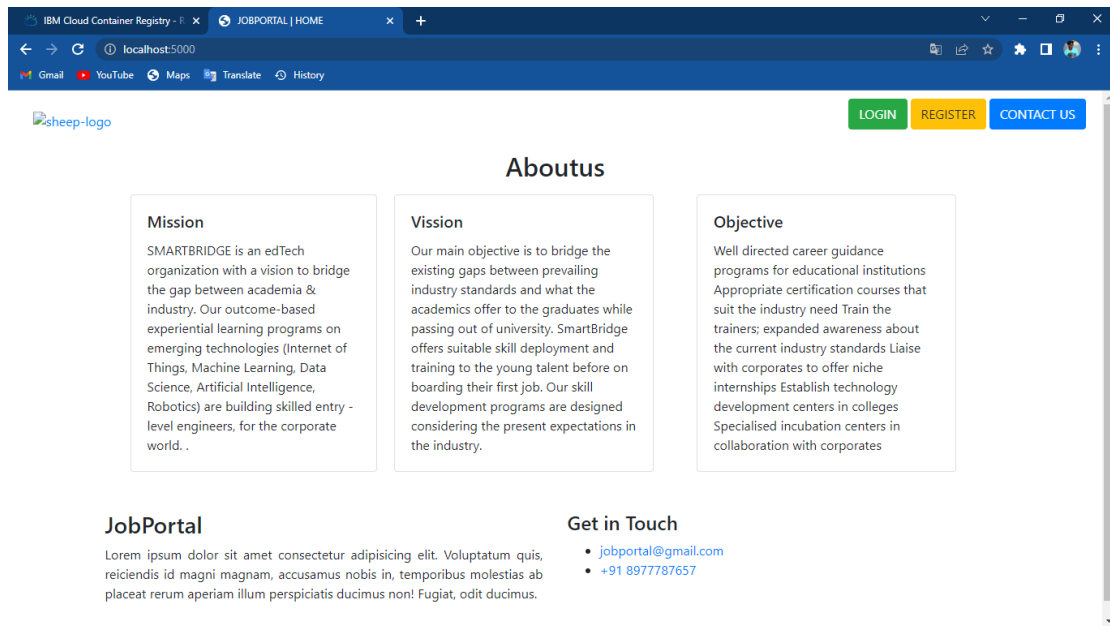 IBM Cloud Container Registry - R
JOBPORTAL | HOME
localhost:5000
Gmail YouTube Maps Translate History
sheep-logo
LOGIN REGISTER CONTACT US
Aboutus
Mission
SMARTBRIDGE is an edTech
organization with a vision to bridge
the gap between academia &
industry. Our outcome-based
experiential learning programs on
emerging technologies (Internet of
Things, Machine Learning, Data
Science, Artificial Intelligence,
Robotics) are building skilled entry -
level engineers, for the corporate
world. .
Vission
Our main objective is to bridge the
existing gaps between prevailing
industry standards and what the
academics offer to the graduates while
passing out of university. SmartBridge
offers suitable skill deployment and
training to the young talent before on
boarding their first job. Our skill
development programs are designed
considering the present expectations in
the industry.
Objective
Well directed career guidance
programs for educational institutions
Appropriate certification courses that
suit the industry need Train the
trainers; expanded awareness about
the current industry standards Liaise
with corporates to offer niche
internships Establish technology
development centers in colleges
Specialised incubation centers in
collaboration with corporates
JobPortal
Lorem ipsum dolor sit amet consectetur adipisicing elit. Voluptatum quis,
reiciendis id magni magnam, accusamus nobis in, temporibus molestias ab
placeat rerum aperiam illum perspiciatis ducimus non! Fugiat, odit ducimus.
Get in Touch
jobportal@gmail.com
+91 8977787657